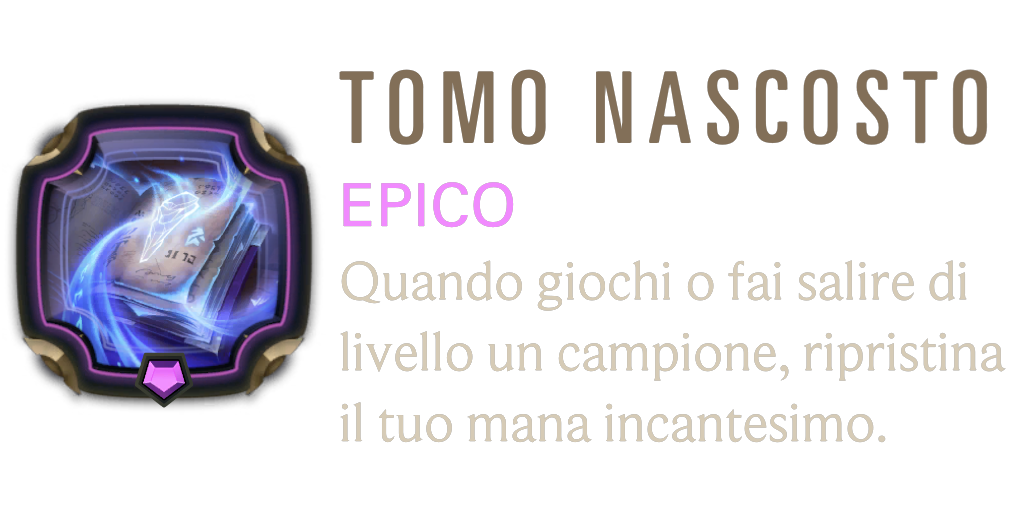 TOMO NASCOSTO
EPICO
Quando giochi o fai salire di
livello un campione, ripristina
il tuo mana incantesimo.